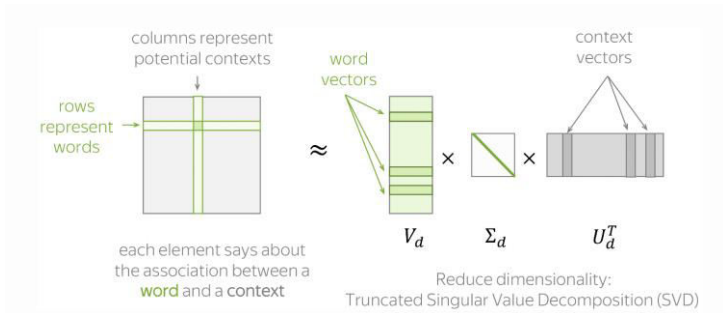 columns represent
potential contexts
rows
represent
words
each element says about
the association between a
word and a context
≈
word
vectors
×
×
context
vectors
V_d
Σ_d
U_d^T
Reduce dimensionality:
Truncated Singular Value Decomposition (SVD)